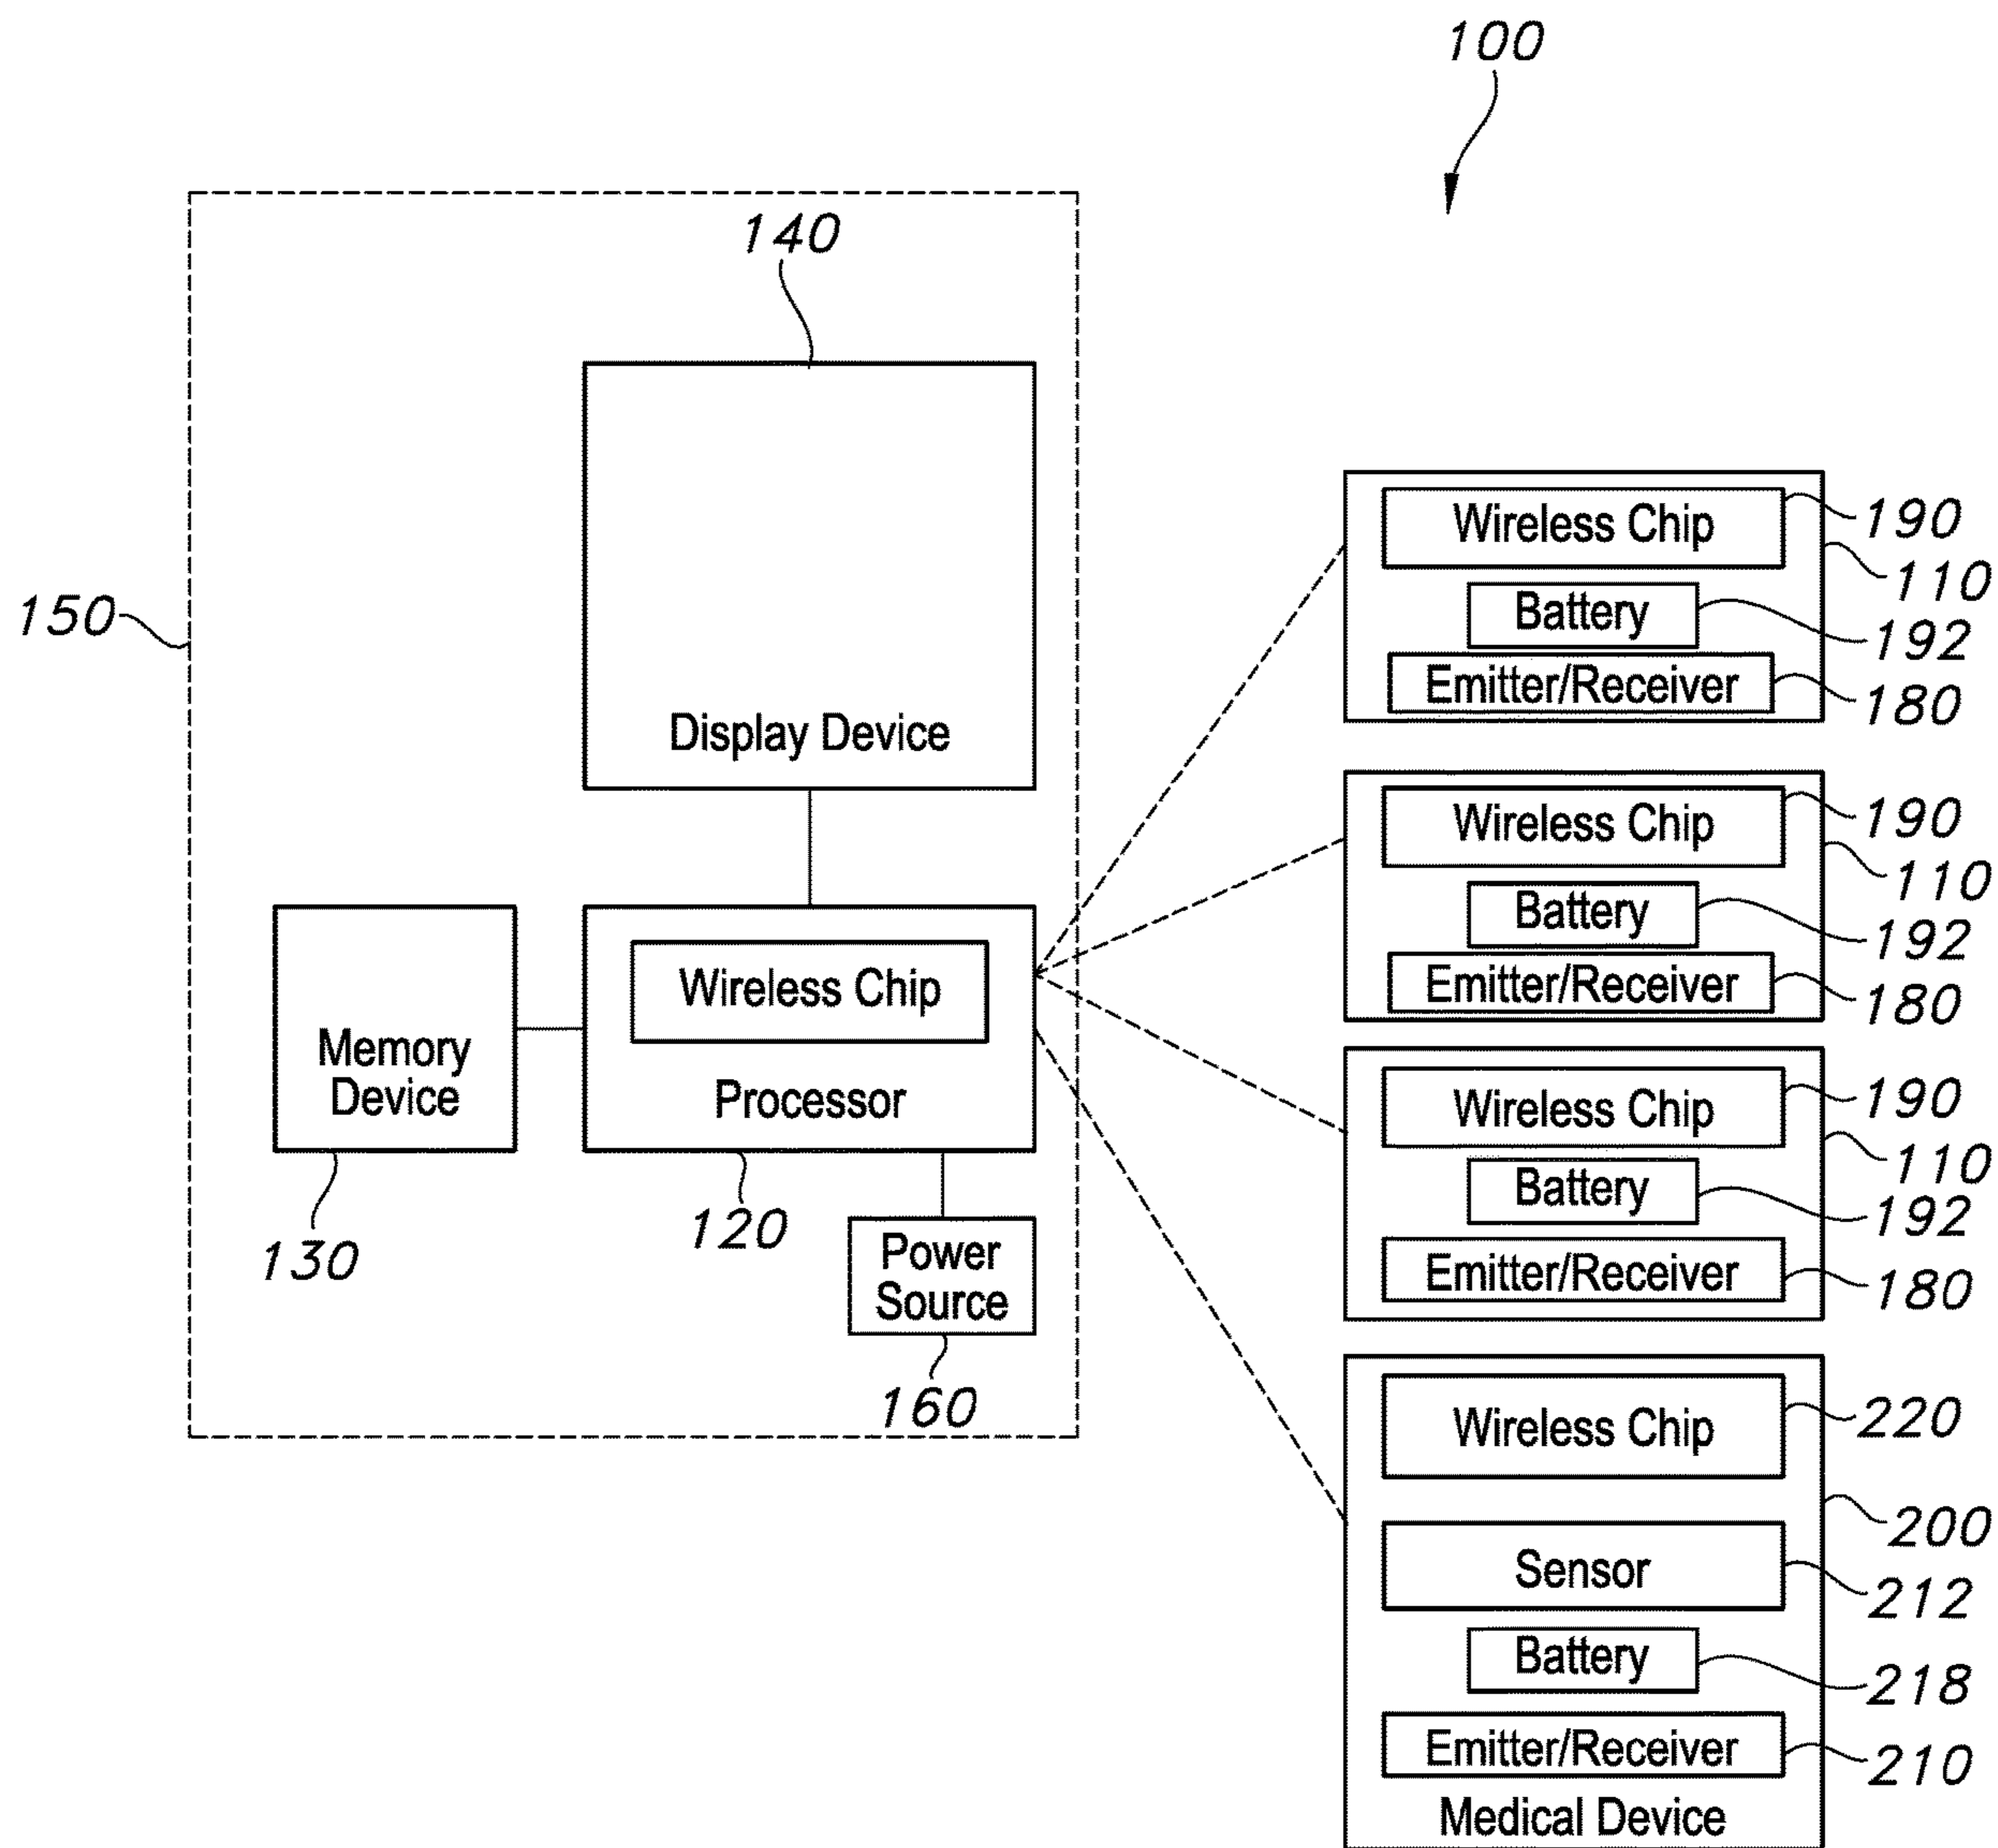 100
140
150
Display Device
Wireless Chip
190
110
Battery
192
Emitter/Receiver
180
Wireless Chip
190
110
Battery
192
Emitter/Receiver
180
Wireless Chip
190
110
Battery
192
Emitter/Receiver
180
Memory
Device
130
Wireless Chip
Processor
120
Power
Source
160
Wireless Chip
220
200
Sensor
212
Battery
218
Emitter/Receiver
210
Medical Device